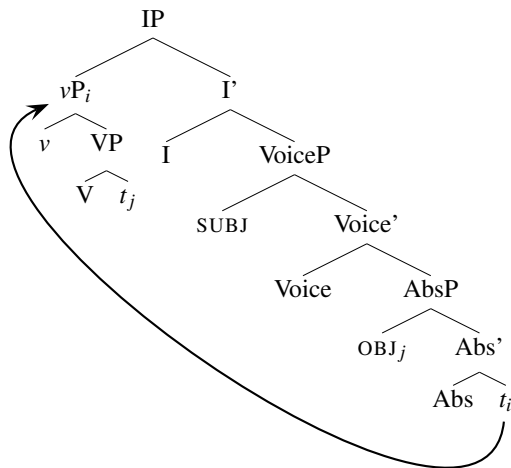 IP
vPᵢ I’
v VP I VoiceP
V tⱼ SUBJ Voice’
Voice AbsP
OBJⱼ Abs’
Abs tᵢ